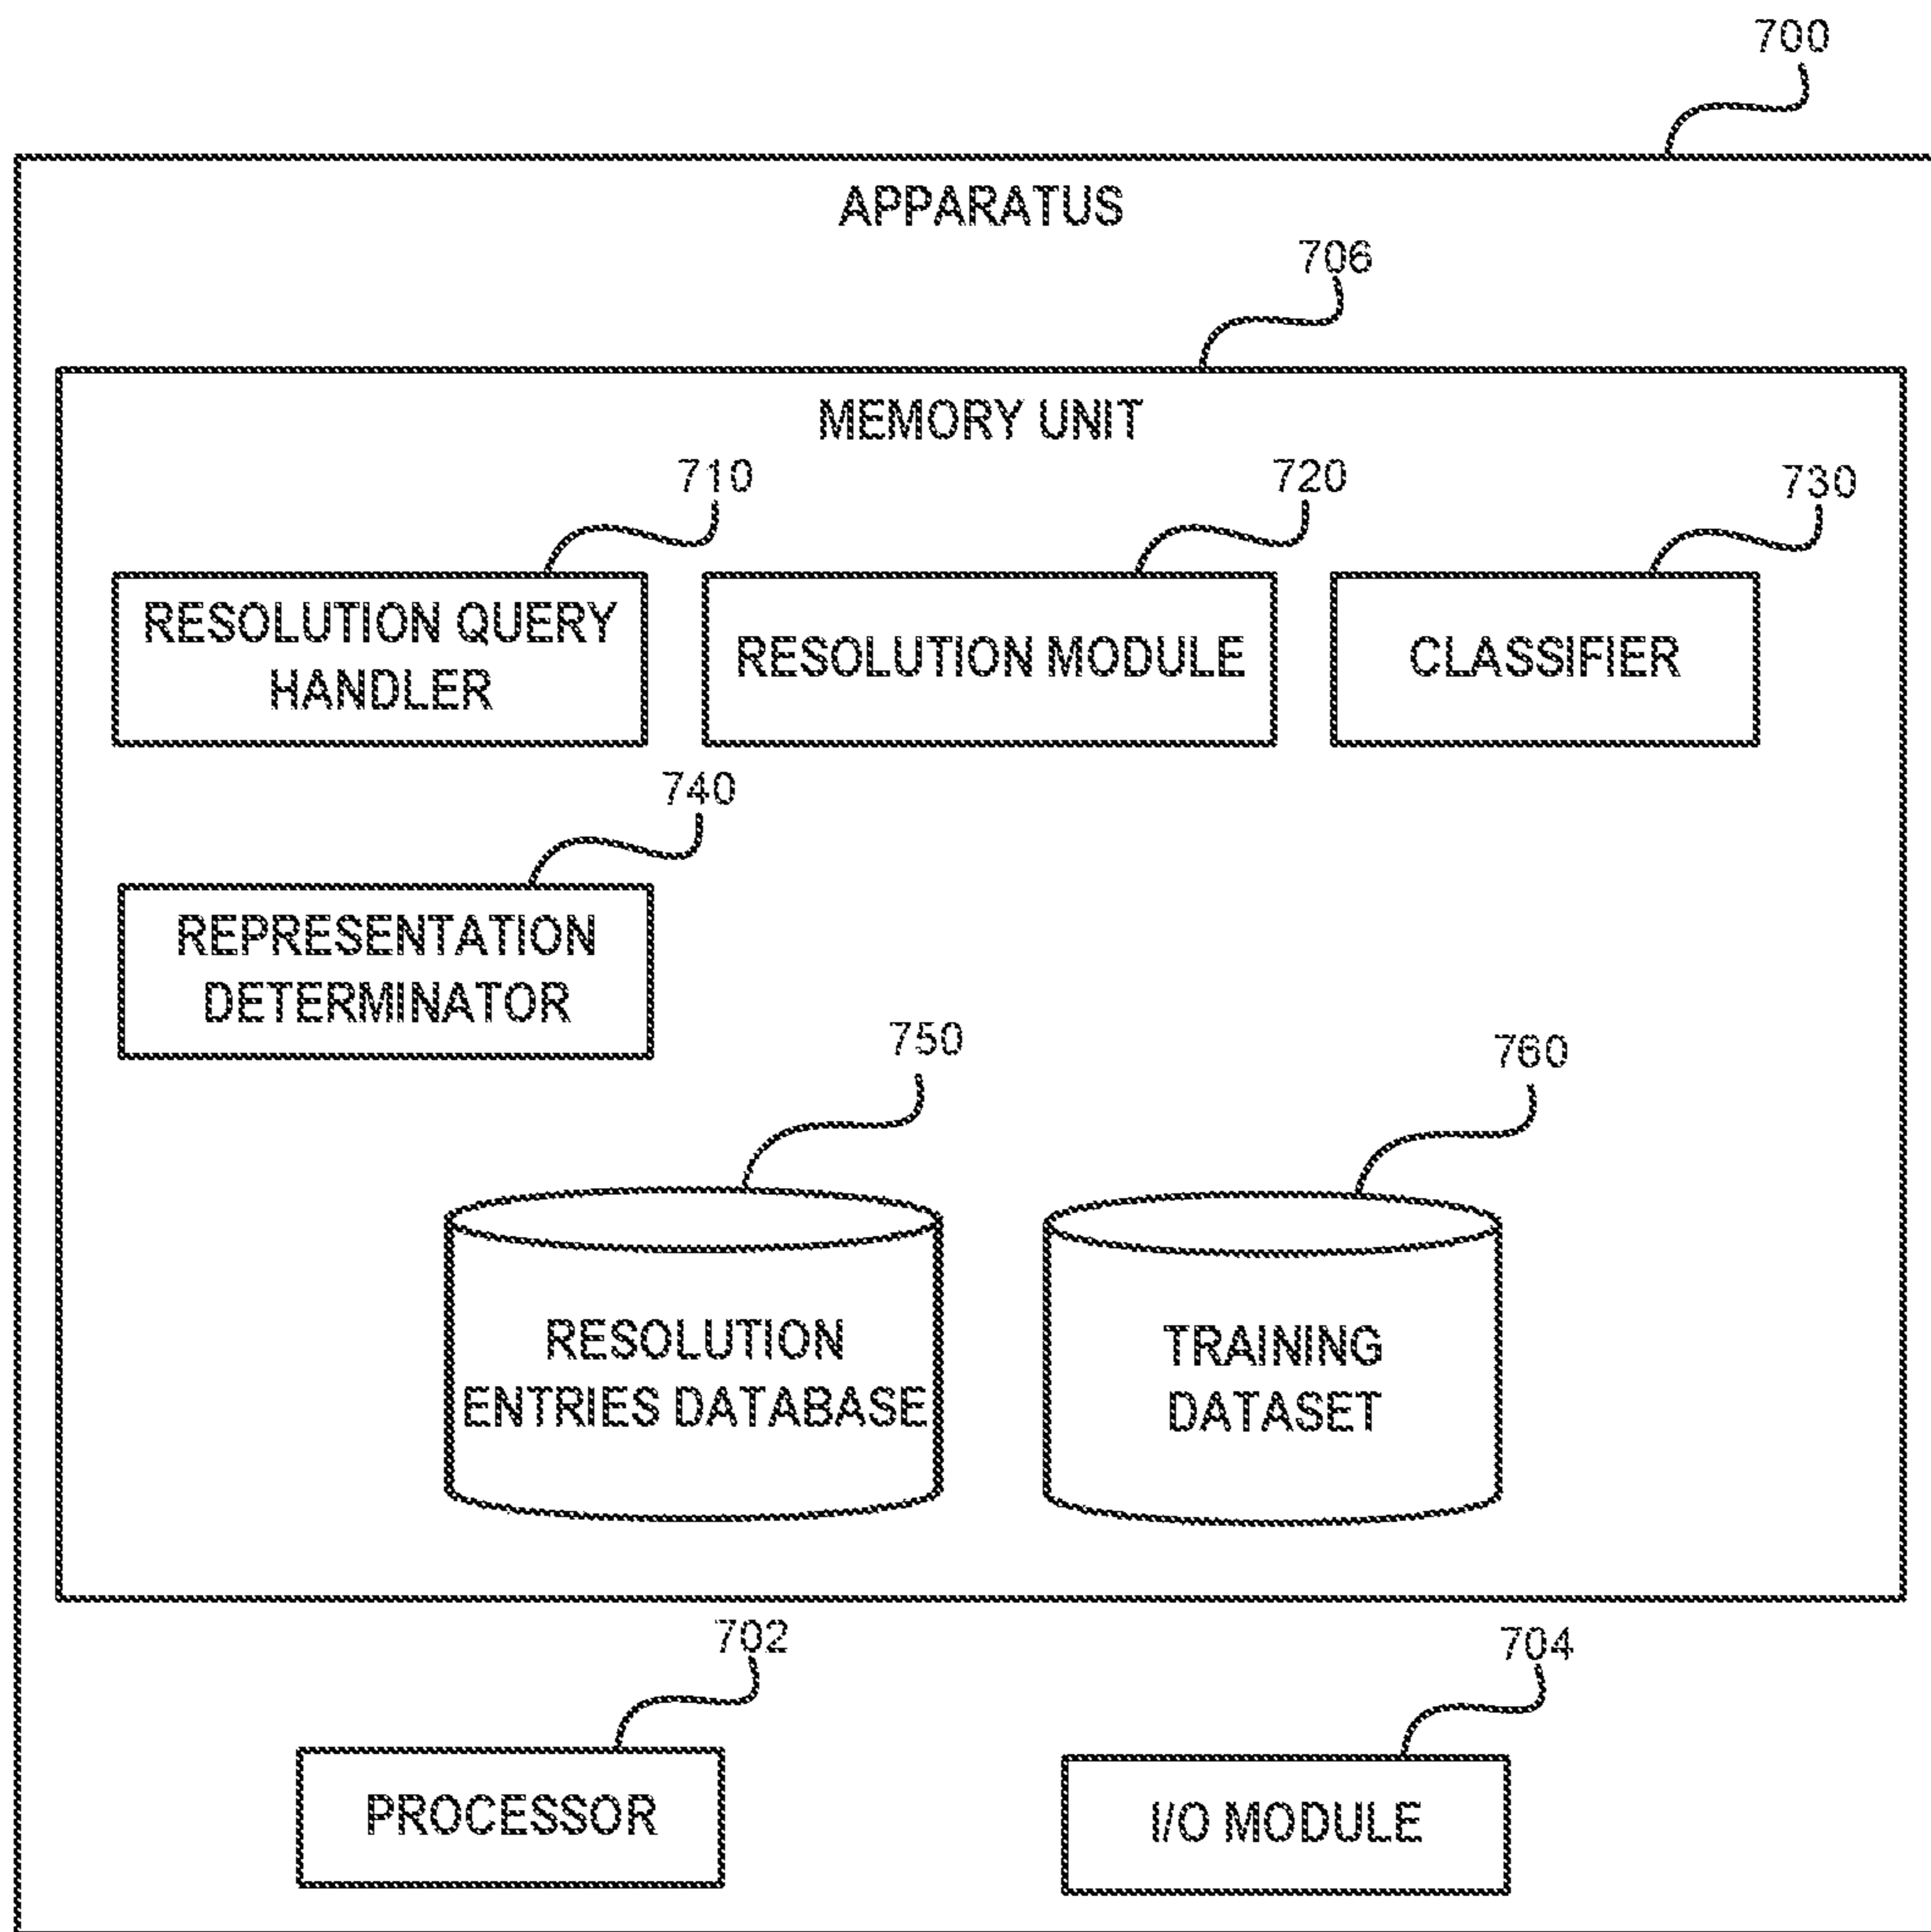 700
APPARATUS
706
MEMORY UNIT
710
720
730
RESOLUTION QUERY
HANDLER
RESOLUTION MODULE
CLASSIFIER
740
REPRESENTATION
DETERMINATOR
750
760
RESOLUTION
ENTRIES DATABASE
TRAINING
DATASET
702
704
PROCESSOR
I/O MODULE